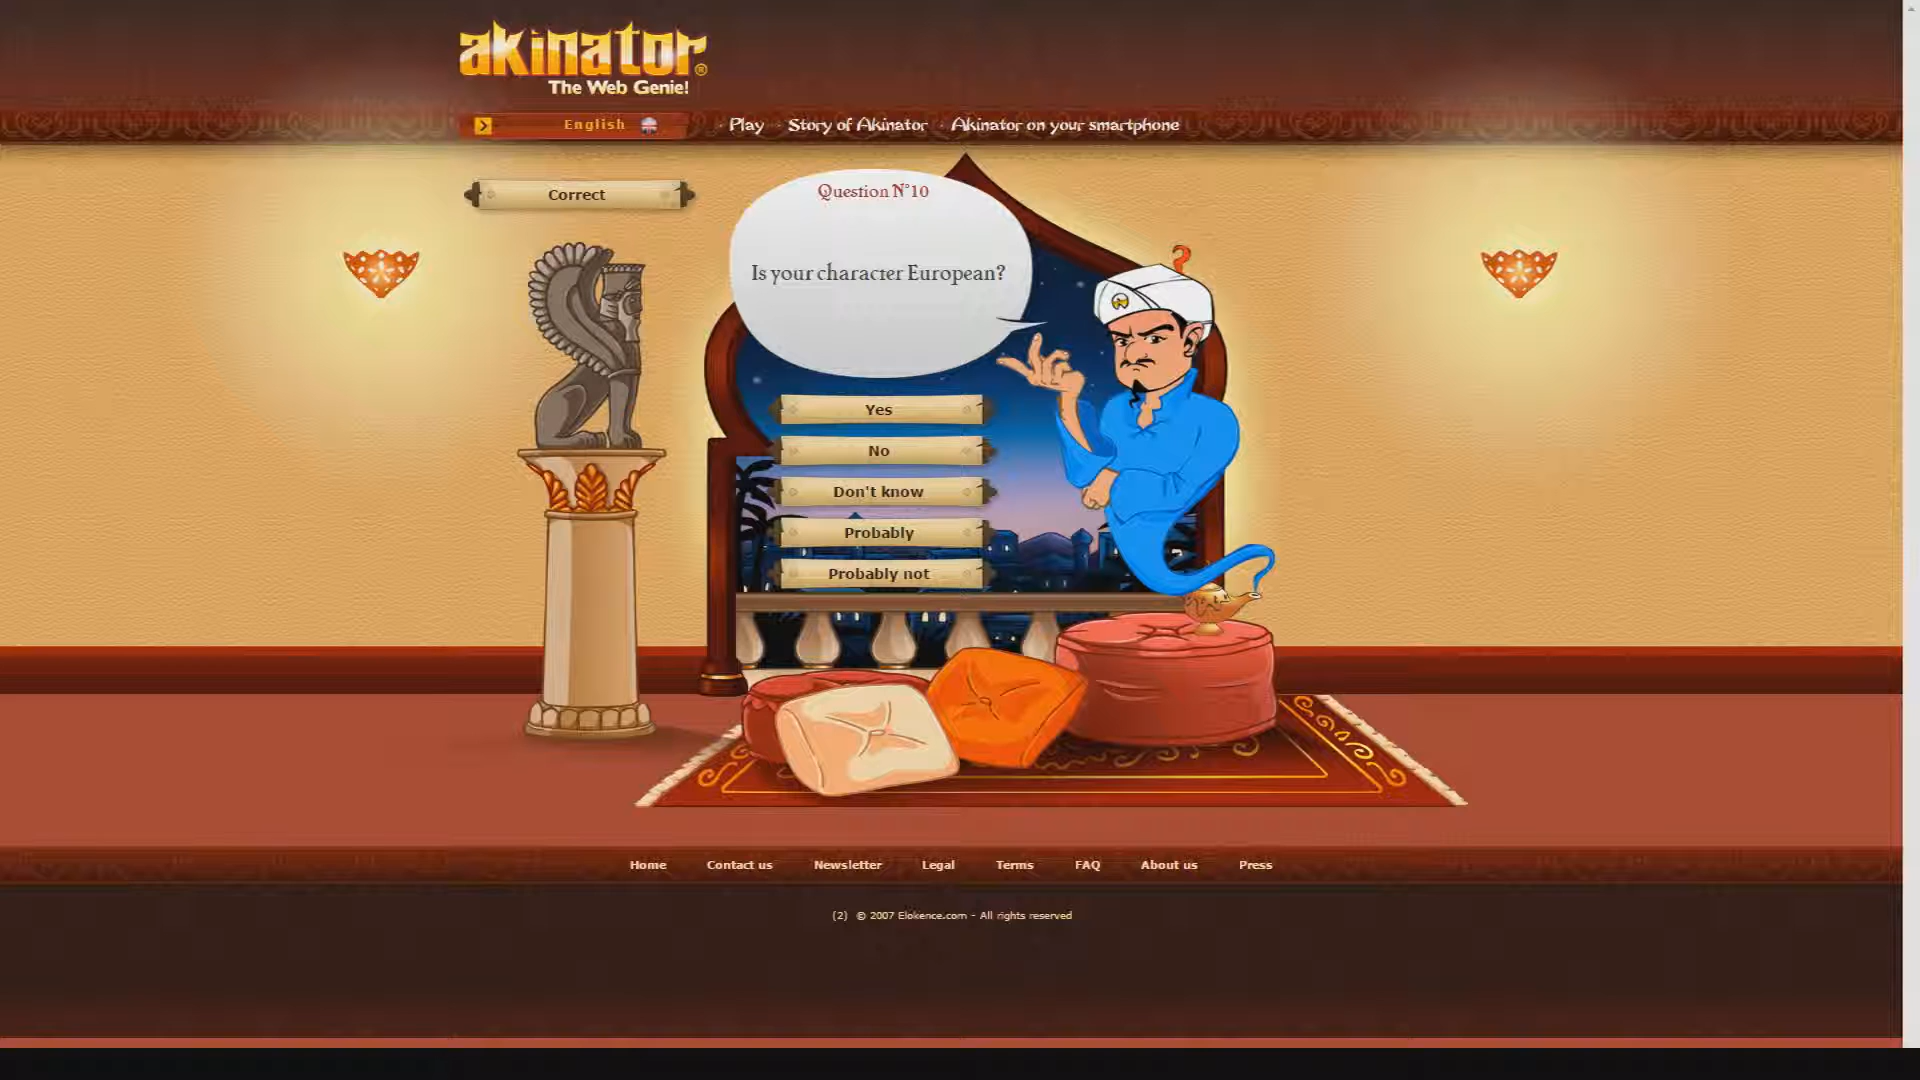 akinator®
The Web Genie!
English
· Play · Story of Akinator · Akinator on your smartphone
Correct
Question N°10
Is your character European?
Yes
No
Don't know
Probably
Probably not
Home Contact us Newsletter Legal Terms FAQ About us Press
(2) © 2007 Elokence.com - All rights reserved